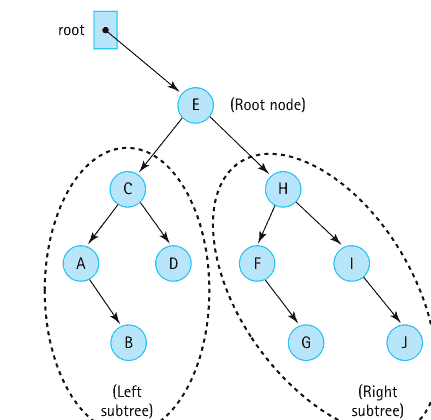 root
E (Root node)
C H
A D F I
B G J
(Left (Right
subtree) subtree)